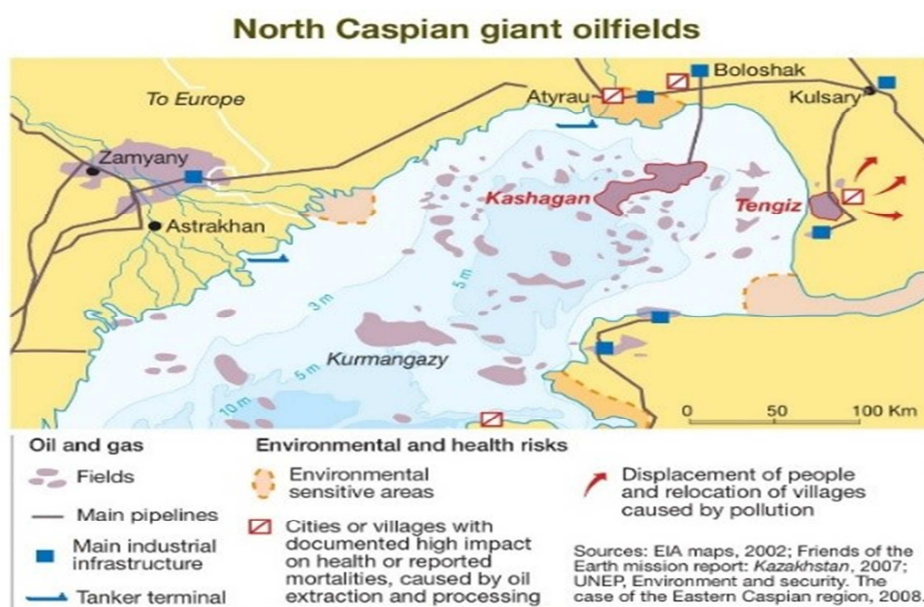 North Caspian giant oilfields
To Europe
Boloshak
Atyrau
Kulsary
Zamyany
Kashagan
Tengiz
Astrakhan
5 m
3 m
Kurmangazy
5 m
10 m
0 50 100 Km
Oil and gas
Fields
Main pipelines
Main industrial
infrastructure
Tanker terminal
Environmental and health risks
Environmental
sensitive areas
Cities or villages with
documented high impact
on health or reported
mortalities, caused by oil
extraction and processing
Displacement of people
and relocation of villages
caused by pollution
Sources: EIA maps, 2002; Friends of the
Earth mission report: Kazakhstan, 2007;
UNEP, Environment and security. The
case of the Eastern Caspian region, 2008.